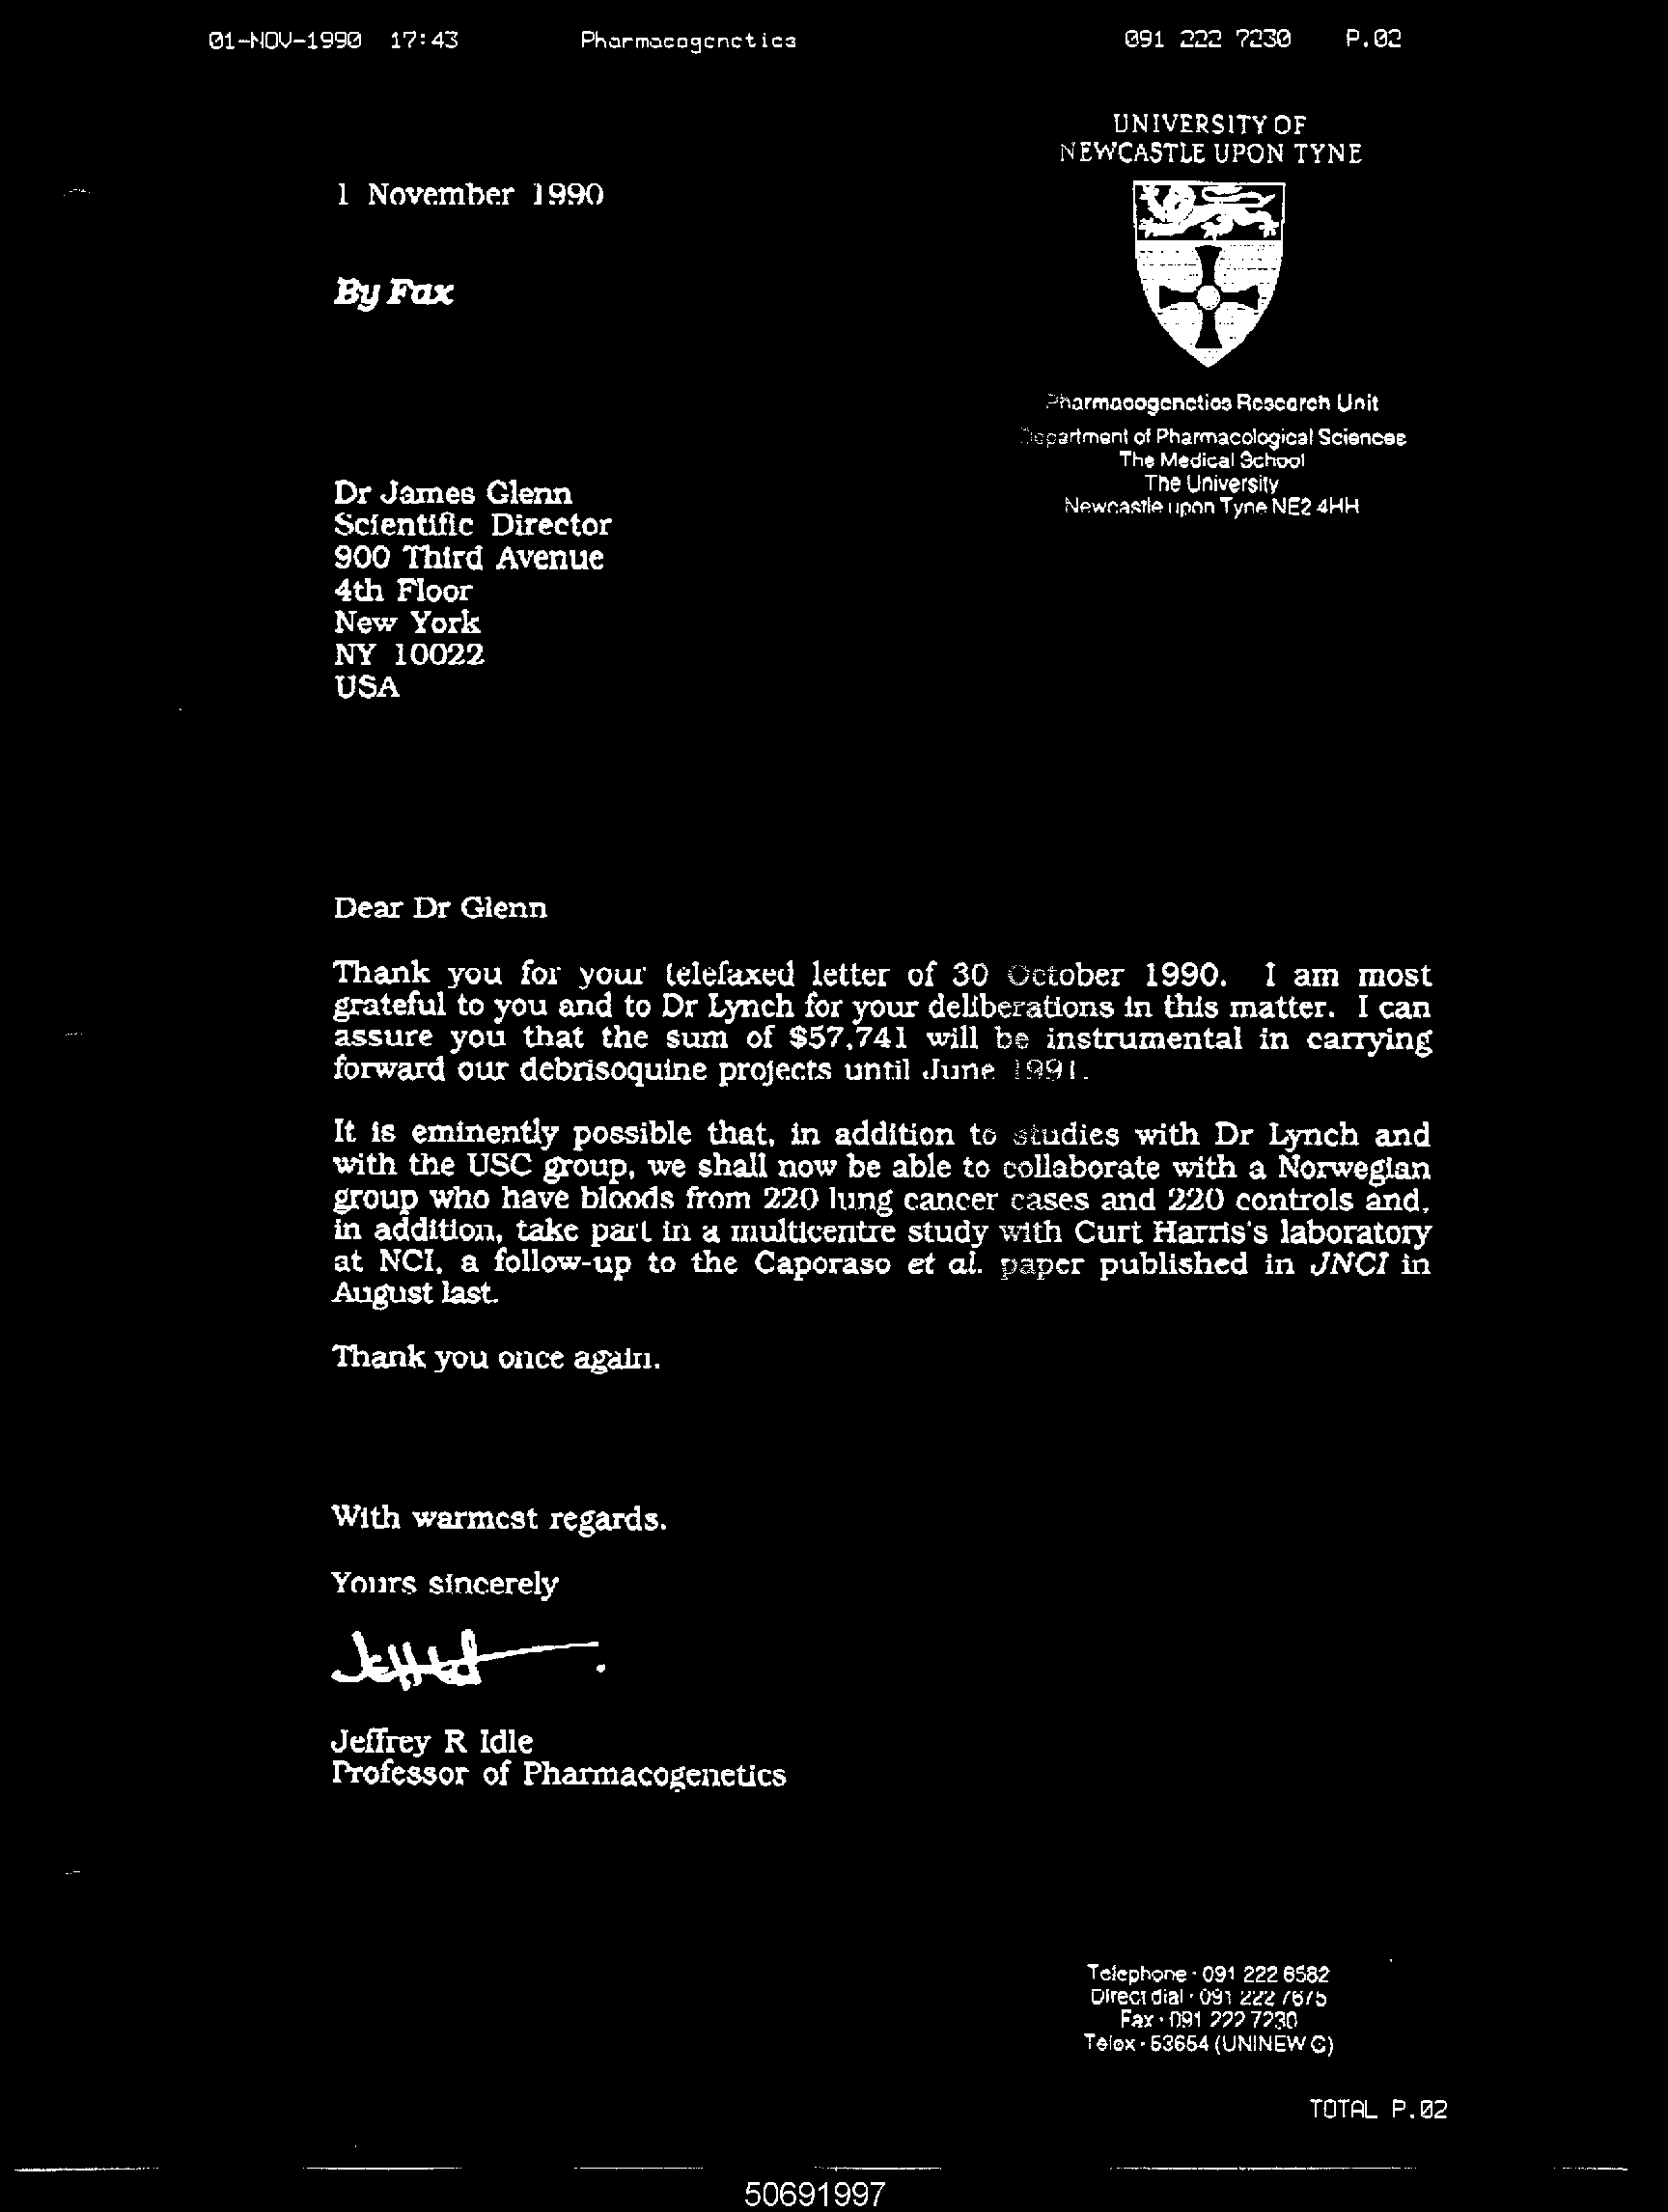 01-NOV-1990 17:43 Pharmacogenetics 091 222 7230 P.02
UNIVERSITY OF
NEWCASTLE UPON TYNE
1 November 1990
By Fax
Pharmacogenetics Research Unit
Department of Pharmacological Sciences
The Medical School
The University
Newcastle upon Tyne NE2 4HH
Dr James Glenn
Scientific Director
900 Third Avenue
4th Floor
New York
NY 10022
USA
Dear Dr Glenn
Thank you for your telefaxed letter of 30 October 1990. I am most
grateful to you and to Dr Lynch for your deliberations in this matter. I can
assure you that the sum of $57,741 will be instrumental in carrying
forward our debrisoquine projects until June 1991.
It is eminently possible that, in addition to studies with Dr Lynch and
with the USC group, we shall now be able to collaborate with a Norwegian
group who have bloods from 220 lung cancer cases and 220 controls and,
in addition, take part in a multicentre study with Curt Harris's laboratory
at NCI, a follow-up to the Caporaso et al. paper published in JNCI in
August last.
Thank you once again.
With warmest regards.
Yours sincerely
Jeffrey R Idle
Professor of Pharmacogenetics
Telephone · 091 222 6582
Direct dial · 091 222 7675
Fax · 091 222 7230
Telex · 53654 (UNINEW G)
TOTAL P.02
50691997